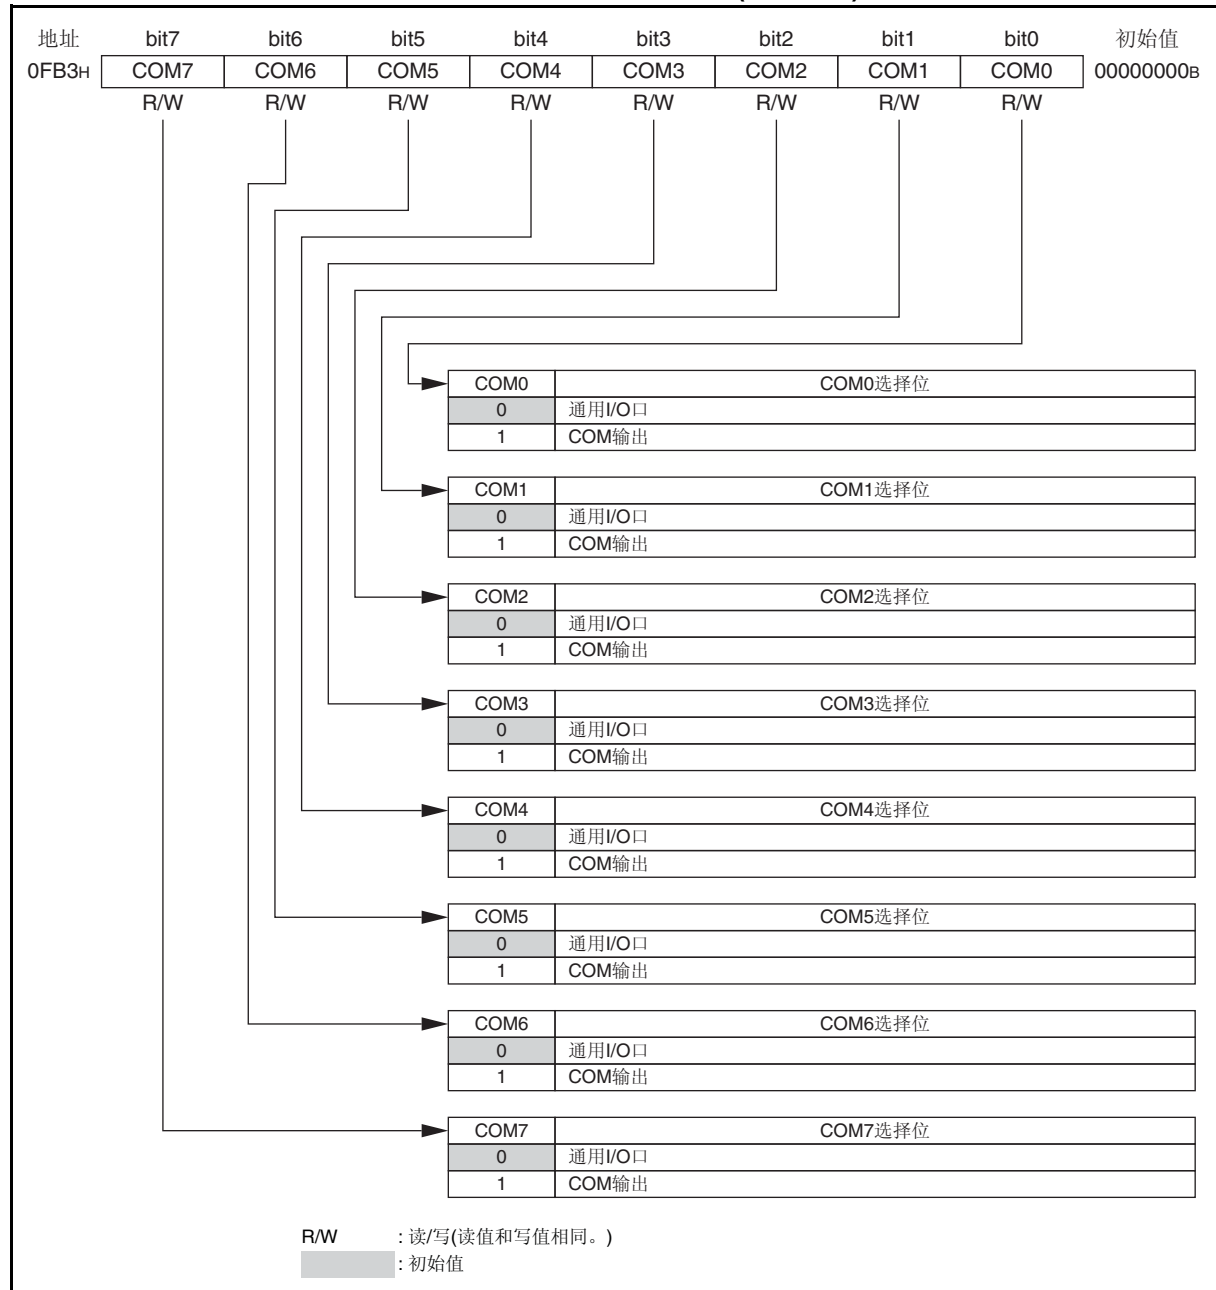 地址 bit7 bit6 bit5 bit4 bit3 bit2 bit1 bit0 初始值
0FB3H COM7 COM6 COM5 COM4 COM3 COM2 COM1 COM0 00000000B
R/W R/W R/W R/W R/W R/W R/W R/W
COM0 COM0选择位
0 通用I/O口
1 COM输出
COM1 COM1选择位
0 通用I/O口
1 COM输出
COM2 COM2选择位
0 通用I/O口
1 COM输出
COM3 COM3选择位
0 通用I/O口
1 COM输出
COM4 COM4选择位
0 通用I/O口
1 COM输出
COM5 COM5选择位
0 通用I/O口
1 COM输出
COM6 COM6选择位
0 通用I/O口
1 COM输出
COM7 COM7选择位
0 通用I/O口
1 COM输出
R/W : 读/写(读值和写值相同。)
: 初始值